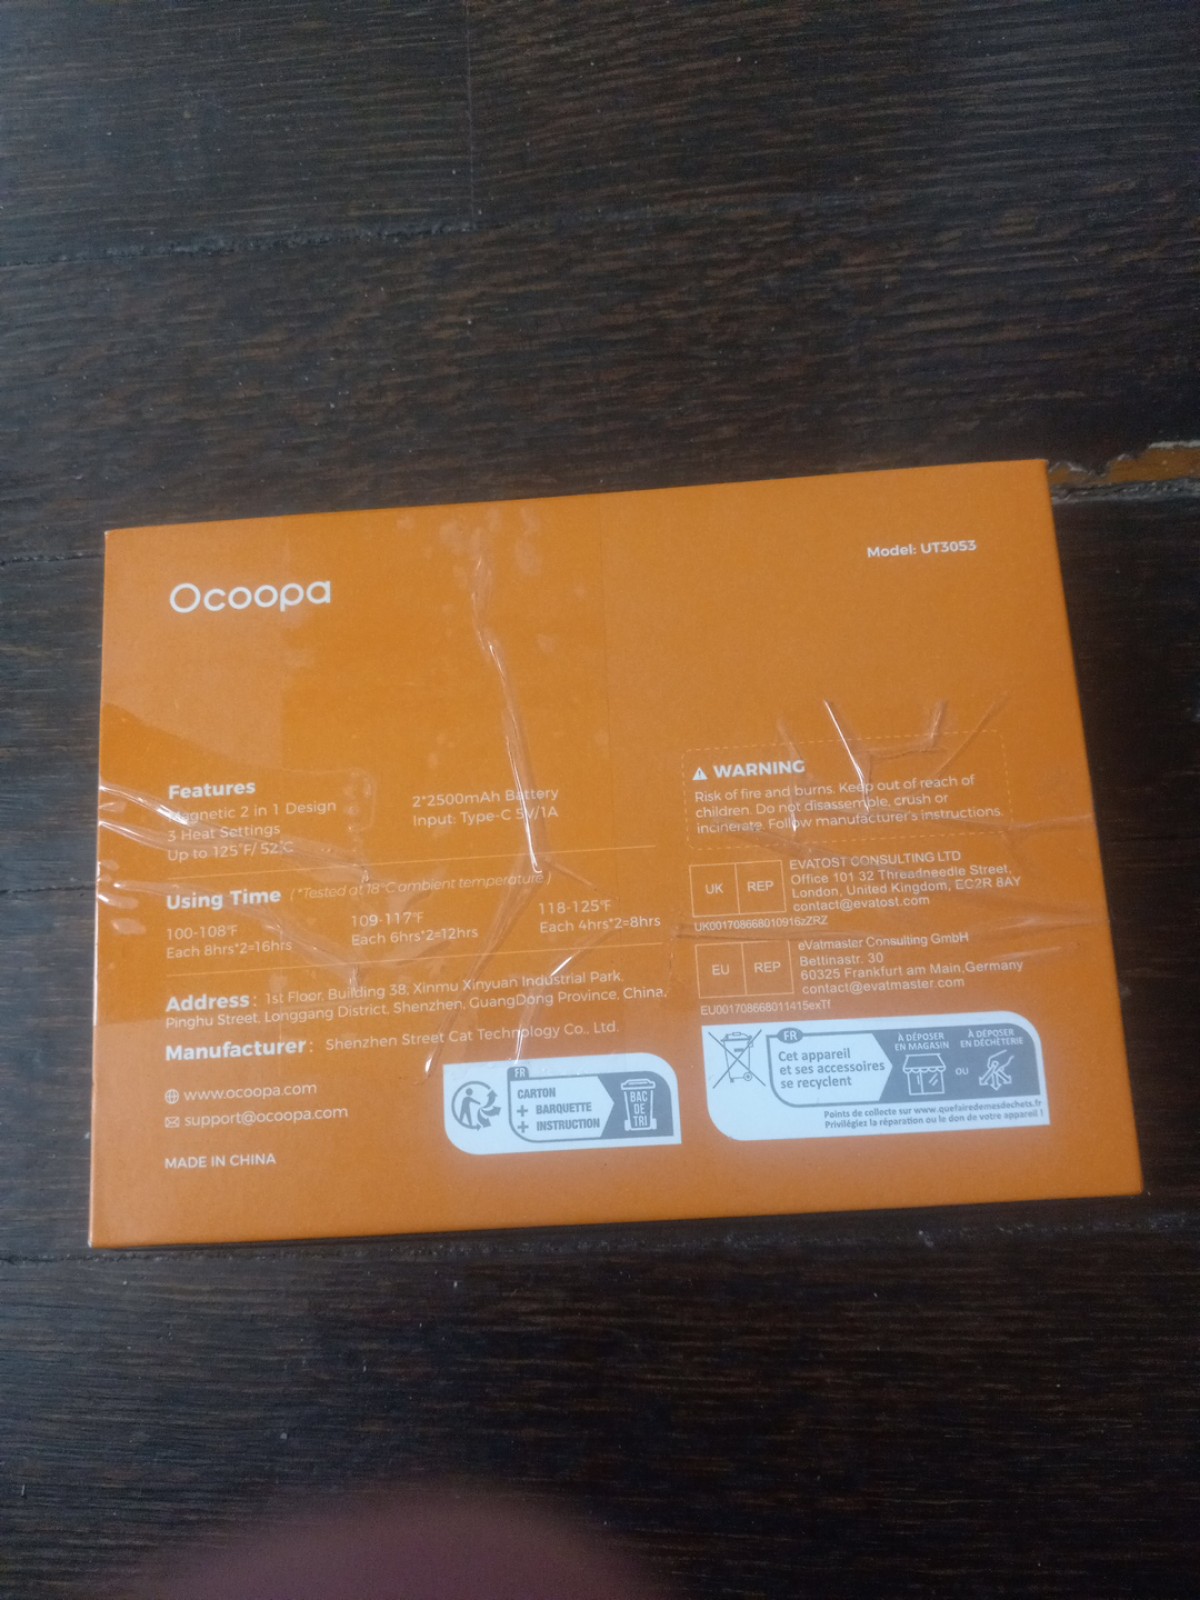 Ocoopa
Model: UT3053
Features
Magnetic 2 in 1 Design
3 Heat Settings
Up to 125°F/ 52°C
2*2500mAh Battery
Input: Type-C 5V/1A
Using Time (*Tested at 18°C ambient temperature.)
100-108°F
Each 8hrs*2=16hrs
109-117°F
Each 6hrs*2=12hrs
118-125°F
Each 4hrs*2=8hrs
Address: 1st Floor, Building 38, Xinmu Xinyuan Industrial Park,
Pinghu Street, Longgang District, Shenzhen, GuangDong Province, China,
Manufacturer: Shenzhen Street Cat Technology Co., Ltd.
www.ocoopa.com
support@ocoopa.com
MADE IN CHINA
WARNING
Risk of fire and burns. Keep out of reach of
children. Do not disassemble, crush or
incinerate. Follow manufacturer's instructions.
UK REP
EVATOST CONSULTING LTD
Office 101 32 Threadneedle Street,
London, United Kingdom, EC2R 8AY
contact@evatost.com
UK001708668010916zZRZ
EU REP
eVatmaster Consulting GmbH
Bettinastr. 30
60325 Frankfurt am Main,Germany
contact@evatmaster.com
EU001708668011415exTf
FR
CARTON
+ BARQUETTE
+ INSTRUCTION
BAC
DE
TRI
FR
Cet appareil
et ses accessoires
se recyclent
À DÉPOSER
EN MAGASIN
OU
À DÉPOSER
EN DÉCHÈTERIE
Points de collecte sur www.quefairedemesdechets.fr
Privilégiez la réparation ou le don de votre appareil !